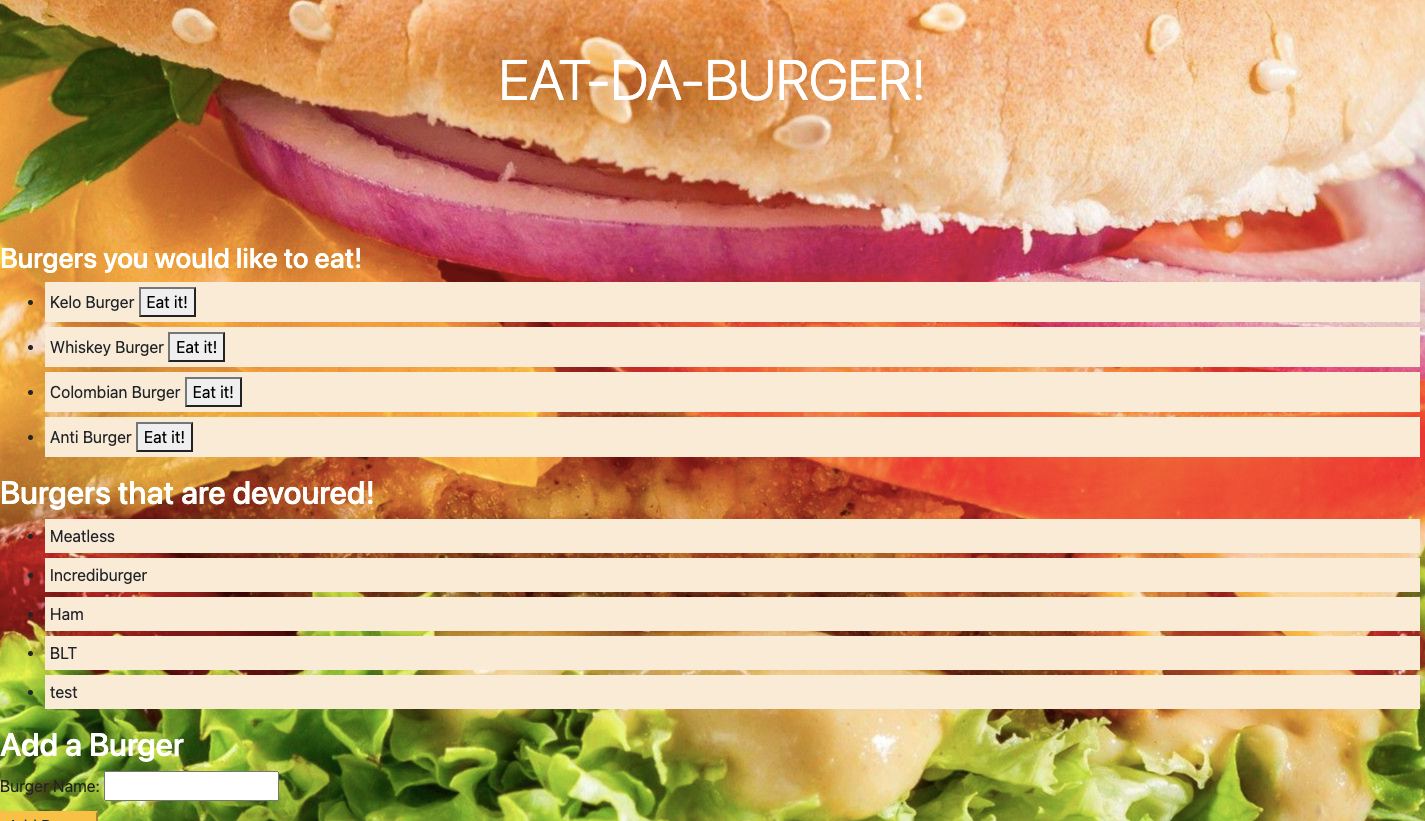 EAT-DA-BURGER!
Burgers you would like to eat!
Kelo Burger Eat it!
Whiskey Burger Eat it!
Colombian Burger Eat it!
Anti Burger Eat it!
Burgers that are devoured!
Meatless
Incrediburger
Ham
BLT
test
Add a Burger
Burger Name: